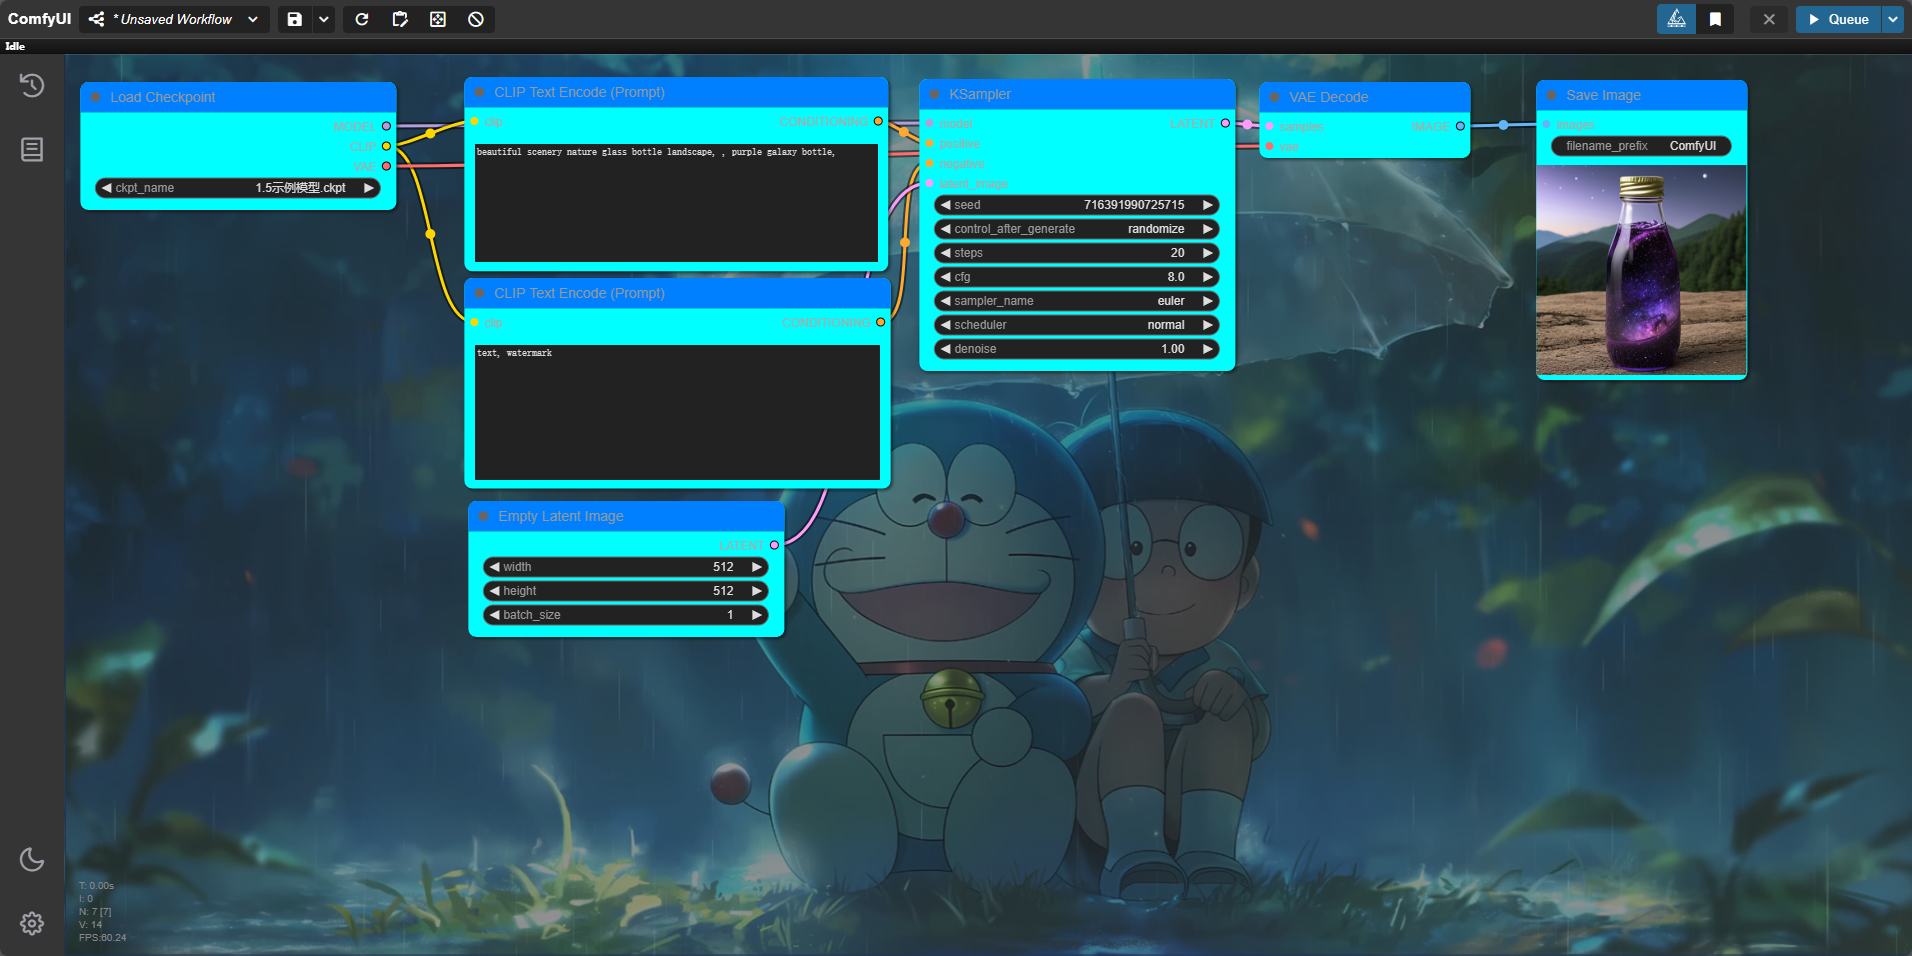 ComfyUI
* Unsaved Workflow
Queue
Idle
Load Checkpoint
MODEL
CLIP
VAE
ckpt_name 1.5示例模型.ckpt
CLIP Text Encode (Prompt)
clip CONDITIONING
beautiful scenery nature glass bottle landscape, , purple galaxy bottle,
CLIP Text Encode (Prompt)
clip CONDITIONING
text, watermark
Empty Latent Image
LATENT
width 512
height 512
batch_size 1
KSampler
model LATENT
positive
negative
latent_image
seed 716391990725715
control_after_generate randomize
steps 20
cfg 8.0
sampler_name euler
scheduler normal
denoise 1.00
VAE Decode
samples IMAGE
vae
Save Image
images
filename_prefix ComfyUI
T: 0.00s
I: 0
N: 7 [7]
V: 14
FPS:60.24